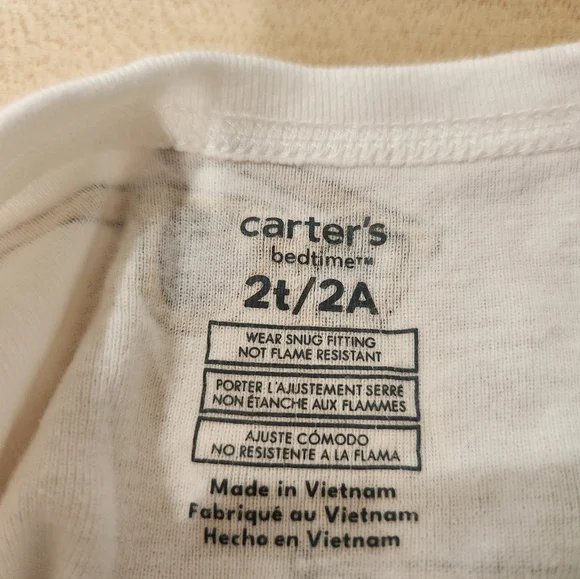 carter's
bedtime™
2t/2A
WEAR SNUG FITTING
NOT FLAME RESISTANT
PORTER L'AJUSTEMENT SERRÉ
NON ÉTANCHE AUX FLAMMES
AJUSTE CÓMODO
NO RESISTENTE A LA FLAMA
Made in Vietnam
Fabriqué au Vietnam
Hecho en Vietnam